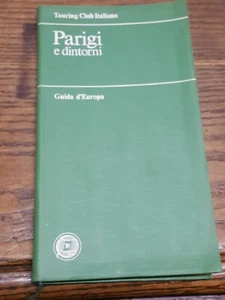 Touring Club Italiano
Parigi
e dintorni
Guida d'Europa